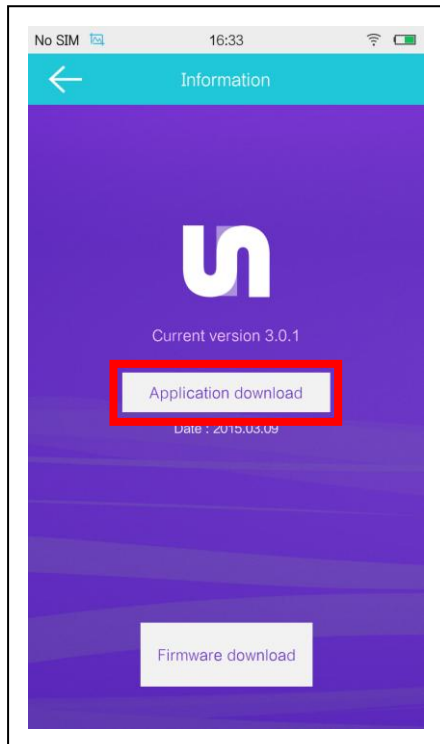 No SIM 16:33
Information
Current version 3.0.1
Application download
Date : 2015.03.09
Firmware download